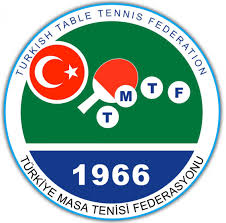 TURKISH TABLE TENNIS FEDERATION
T M T F
1966
TÜRKİYE MASA TENİSİ FEDERASYONU